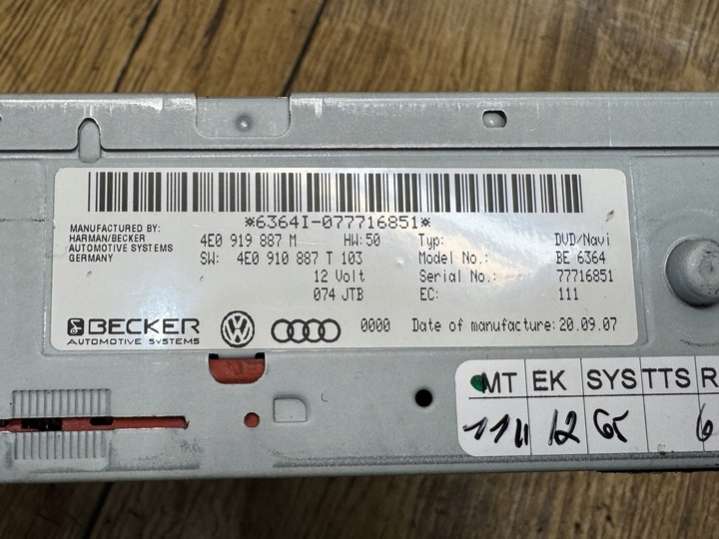 *6364I-077716851*
MANUFACTURED BY:
HARMAN/BECKER
AUTOMOTIVE SYSTEMS
GERMANY
4E0 919 887 M HW:50
SW: 4E0 910 887 T 103
12 Volt
074 JTB
Typ: DVD/Navi
Model No.: BE 6364
Serial No.: 77716851
EC: 111
BECKER
AUTOMOTIVE SYSTEMS
0000 Date of manufacture: 20.09.07
MT EK SYS TTS R
12 6